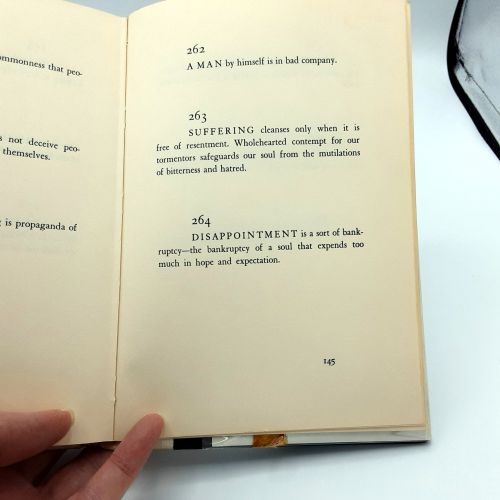 ommonness that peo-
s not deceive peo-
themselves.
is propaganda of
262
A MAN by himself is in bad company.
263
SUFFERING cleanses only when it is
free of resentment. Wholehearted contempt for our
tormentors safeguards our soul from the mutilations
of bitterness and hatred.
264
DISAPPOINTMENT is a sort of bank-
ruptcy—the bankruptcy of a soul that expends too
much in hope and expectation.
145